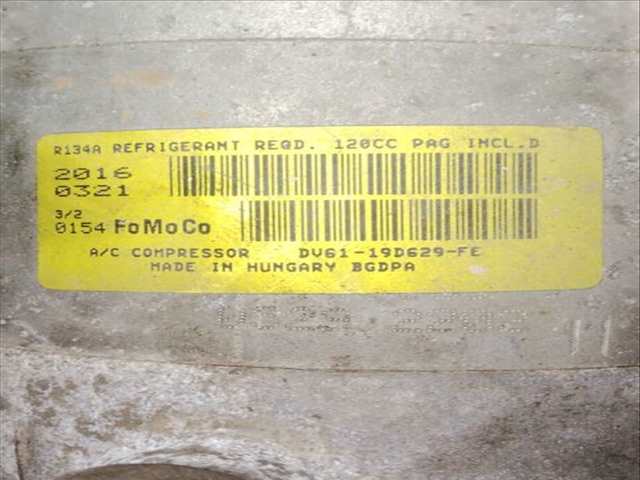 R134A REFRIGERANT REQD. 120CC PAG INCL.D
2016
0321
3/2
0154 FoMoCo
A/C COMPRESSOR DV61-19D629-FE
MADE IN HUNGARY BGDPA